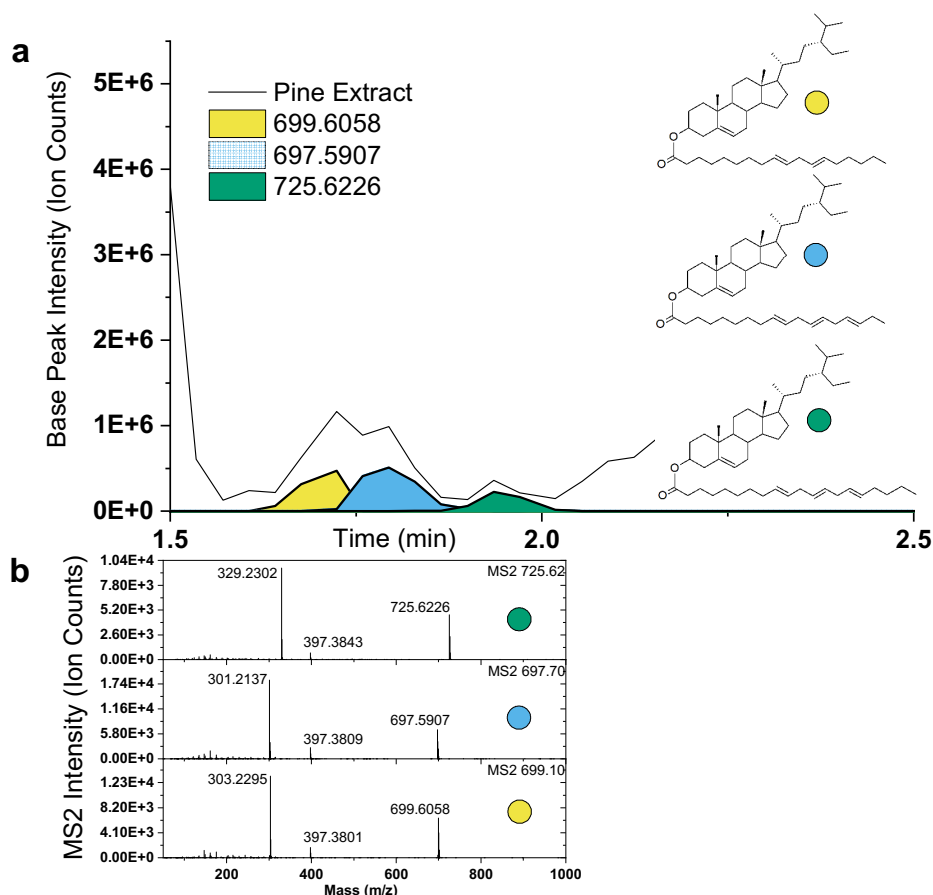 a
Base Peak Intensity (Ion Counts)
5E+6
4E+6
3E+6
2E+6
1E+6
0E+0
Pine Extract
699.6058
697.5907
725.6226
O
O
O
O
O
O
1.5
Time (min)
2.0
2.5
b
MS2 Intensity (Ion Counts)
1.04E+4
7.80E+3
5.20E+3
2.60E+3
0.00E+0
329.2302
397.3843
725.6226
MS2 725.62
1.74E+4
1.16E+4
5.80E+3
0.00E+0
301.2137
397.3809
697.5907
MS2 697.70
1.23E+4
8.20E+3
4.10E+3
0.00E+0
303.2295
397.3801
699.6058
MS2 699.10
200
400
600
800
1000
Mass (m/z)